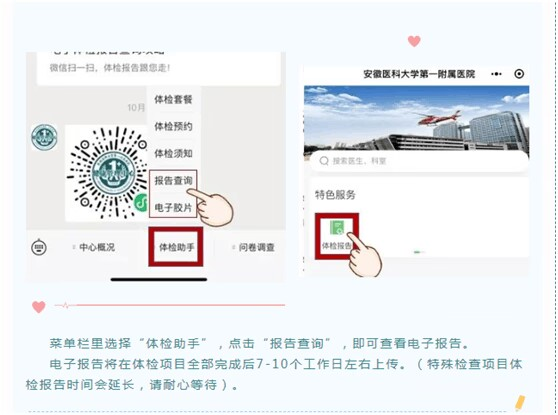 微信扫一扫，体检报告跟您走！
10月
体检套餐
体检预约
体检须知
报告查询
电子胶片
中心概况
体检助手
问卷调查
安徽医科大学第一附属医院
搜索医生、科室
特色服务
体检报告
菜单栏里选择“体检助手”，点击“报告查询”，即可查看电子报告。
电子报告将在体检项目全部完成后7-10个工作日左右上传。（特殊检查项目体
检报告时间会延长，请耐心等待）。